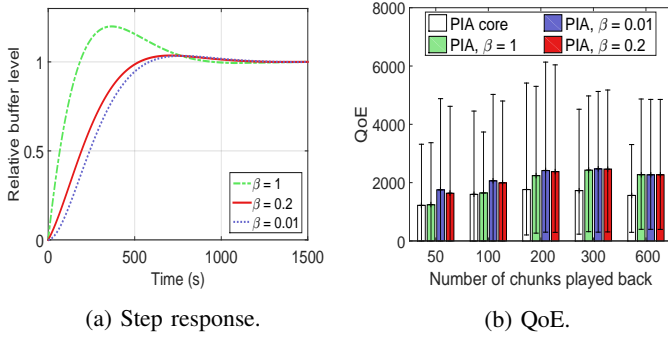 Relative buffer level
1
0.5
0
0 500 1000 1500
Time (s)
β = 1
β = 0.2
β = 0.01
(a) Step response.
QoE
8000
6000
4000
2000
0
PIA core
PIA, β = 1
PIA, β = 0.01
PIA, β = 0.2
50 100 200 300 600
Number of chunks played back
(b) QoE.